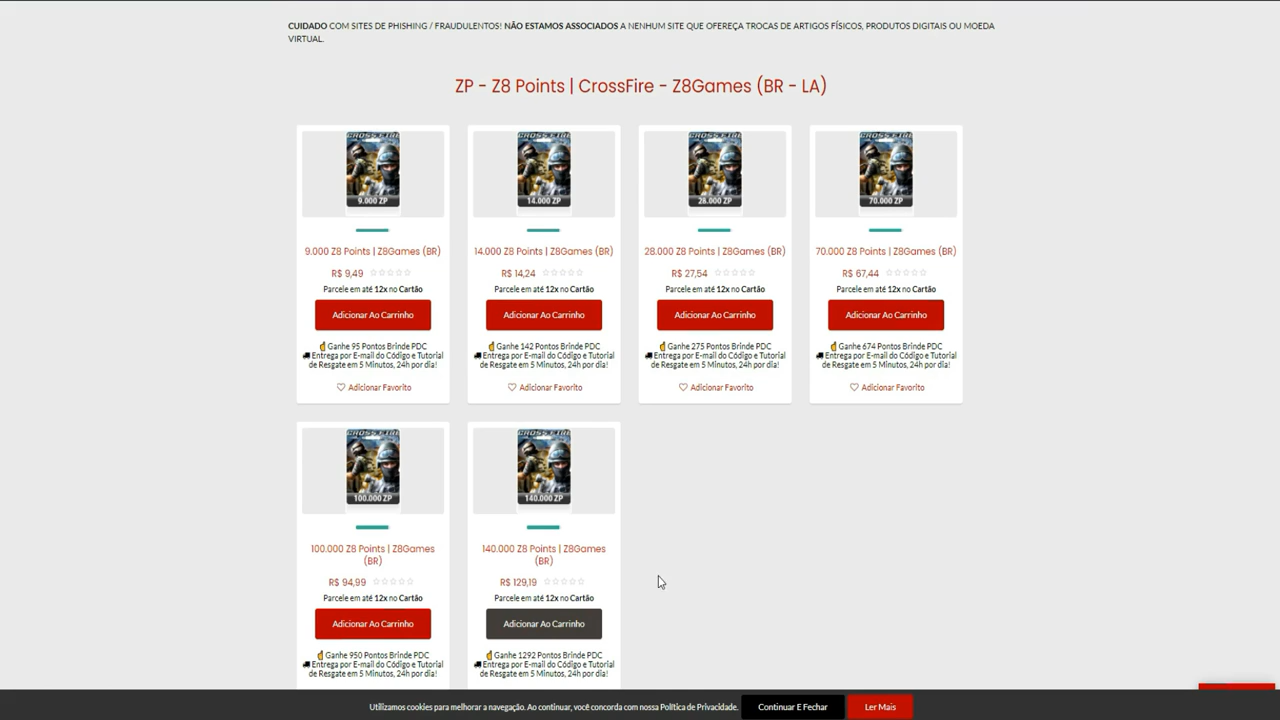 CUIDADO COM SITES DE PHISHING / FRAUDULENTOS! NÃO ESTAMOS ASSOCIADOS A NENHUM SITE QUE OFEREÇA TROCAS DE ARTIGOS FÍSICOS, PRODUTOS DIGITAIS OU MOEDA
VIRTUAL.
ZP - Z8 Points | CrossFire - Z8Games (BR - LA)
CROSSFIRE
9.000 ZP
9.000 Z8 Points | Z8Games (BR)
R$ 9,49
Parcele em até 12x no Cartão
Adicionar Ao Carrinho
Ganhe 95 Pontos Brinde PDC
Entrega por E-mail do Código e Tutorial
de Resgate em 5 Minutos, 24h por dia!
Adicionar Favorito
CROSSFIRE
14.000 ZP
14.000 Z8 Points | Z8Games (BR)
R$ 14,24
Parcele em até 12x no Cartão
Adicionar Ao Carrinho
Ganhe 142 Pontos Brinde PDC
Entrega por E-mail do Código e Tutorial
de Resgate em 5 Minutos, 24h por dia!
Adicionar Favorito
CROSSFIRE
28.000 ZP
28.000 Z8 Points | Z8Games (BR)
R$ 27,54
Parcele em até 12x no Cartão
Adicionar Ao Carrinho
Ganhe 275 Pontos Brinde PDC
Entrega por E-mail do Código e Tutorial
de Resgate em 5 Minutos, 24h por dia!
Adicionar Favorito
CROSSFIRE
70.000 ZP
70.000 Z8 Points | Z8Games (BR)
R$ 67,44
Parcele em até 12x no Cartão
Adicionar Ao Carrinho
Ganhe 674 Pontos Brinde PDC
Entrega por E-mail do Código e Tutorial
de Resgate em 5 Minutos, 24h por dia!
Adicionar Favorito
CROSSFIRE
100.000 ZP
100.000 Z8 Points | Z8Games
(BR)
R$ 94,99
Parcele em até 12x no Cartão
Adicionar Ao Carrinho
Ganhe 950 Pontos Brinde PDC
Entrega por E-mail do Código e Tutorial
de Resgate em 5 Minutos, 24h por dia!
CROSSFIRE
140.000 ZP
140.000 Z8 Points | Z8Games
(BR)
R$ 129,19
Parcele em até 12x no Cartão
Adicionar Ao Carrinho
Ganhe 1292 Pontos Brinde PDC
Entrega por E-mail do Código e Tutorial
de Resgate em 5 Minutos, 24h por dia!
Utilizamos cookies para melhorar a navegação. Ao continuar, você concorda com nossa Política de Privacidade.
Continuar E Fechar
Ler Mais